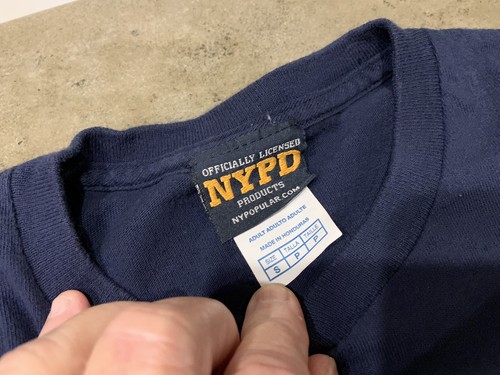 OFFICIALLY LICENSED
NYPD
PRODUCTS
NYPOPULAR.COM
ADULT ADULTO ADULTE
MADE IN HONDURAS
SIZE TALLA TAILLE
S P P